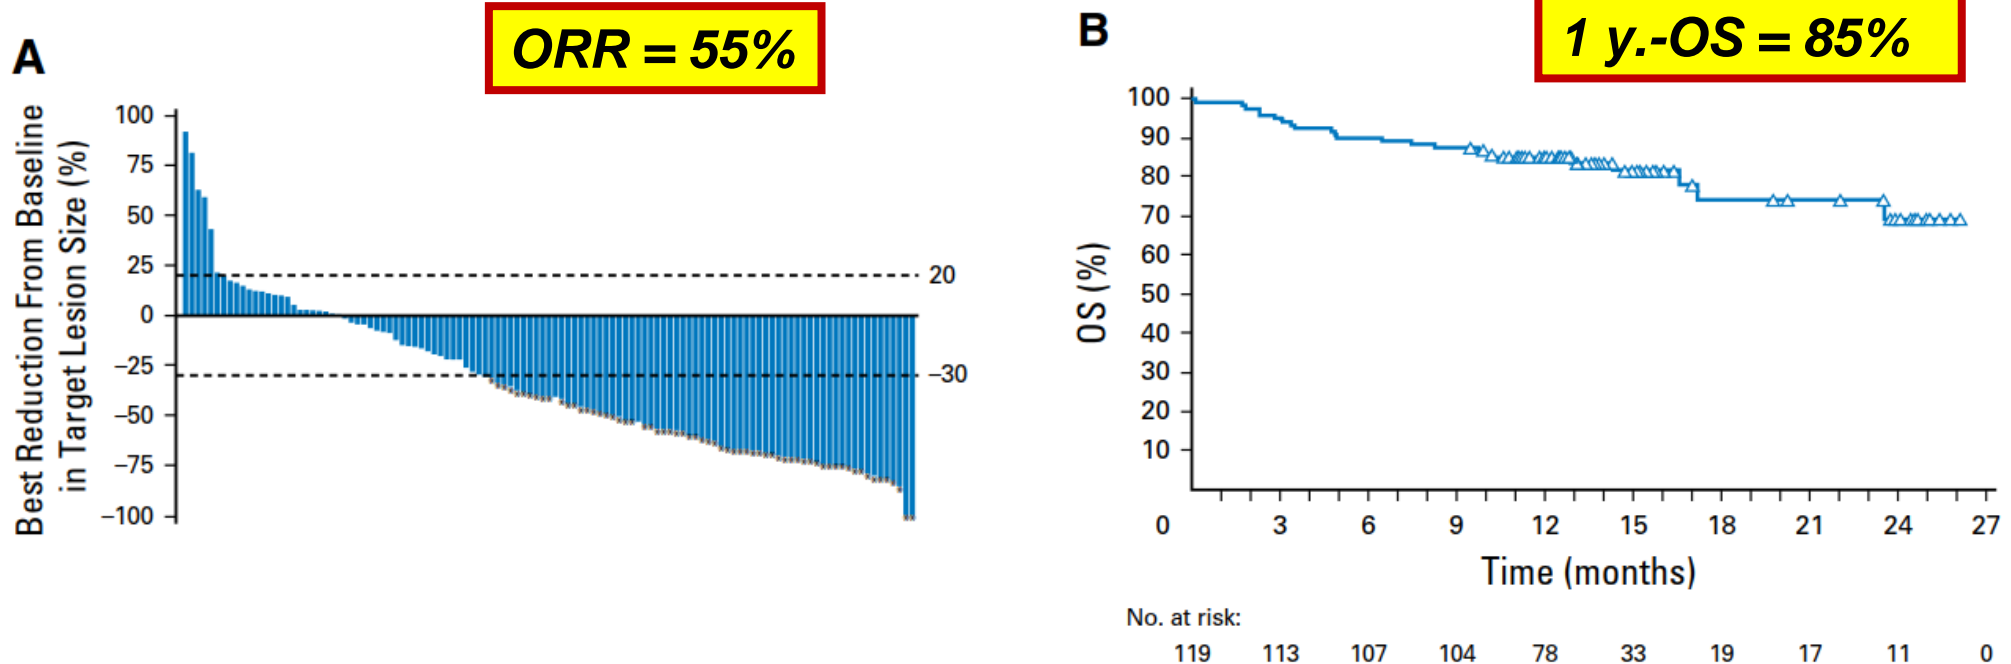 A
ORR = 55%
Best Reduction From Baseline
in Target Lesion Size (%)
100
75
50
25
0
–25
–50
–75
–100
20
–30
B
1 y.-OS = 85%
OS (%)
100
90
80
70
60
50
40
30
20
10
0 3 6 9 12 15 18 21 24 27
Time (months)
No. at risk:
119 113 107 104 78 33 19 17 11 0